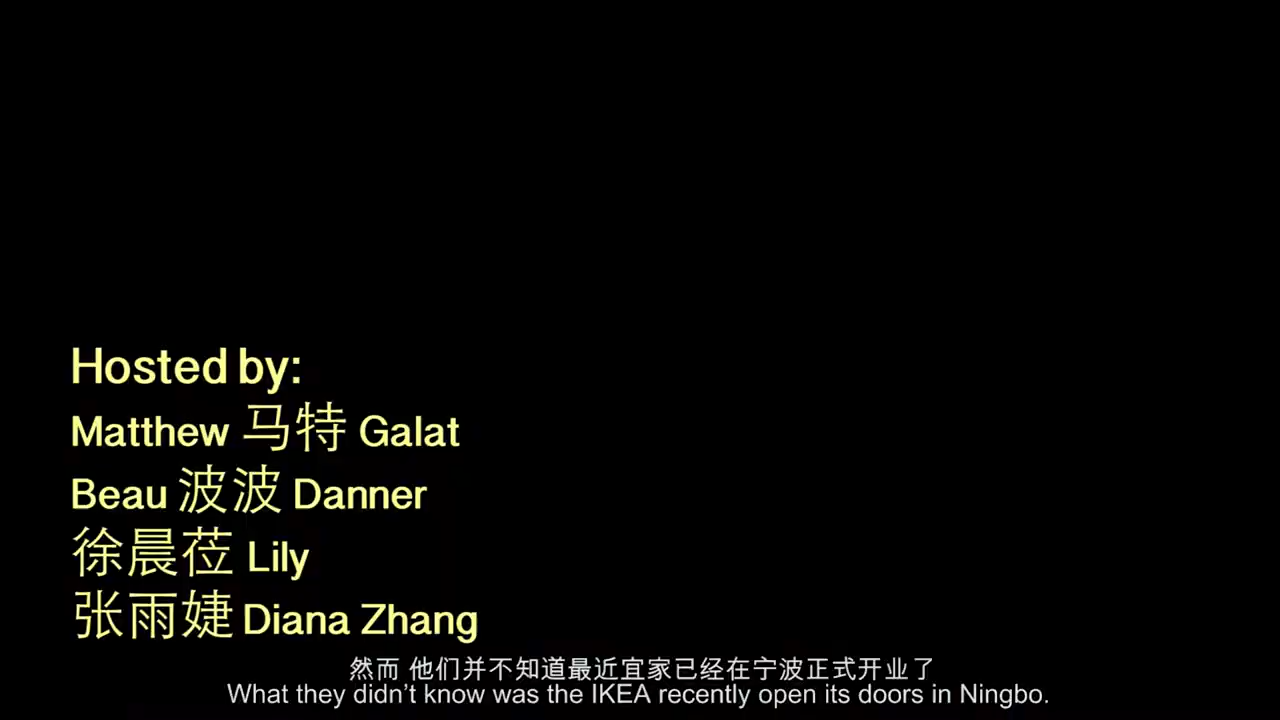 Hosted by:
Matthew 马特 Galat
Beau 波波 Danner
徐晨莅 Lily
张雨婕 Diana Zhang
然而 他们并不知道最近宜家已经在宁波正式开业了
What they didn't know was the IKEA recently open its doors in Ningbo.